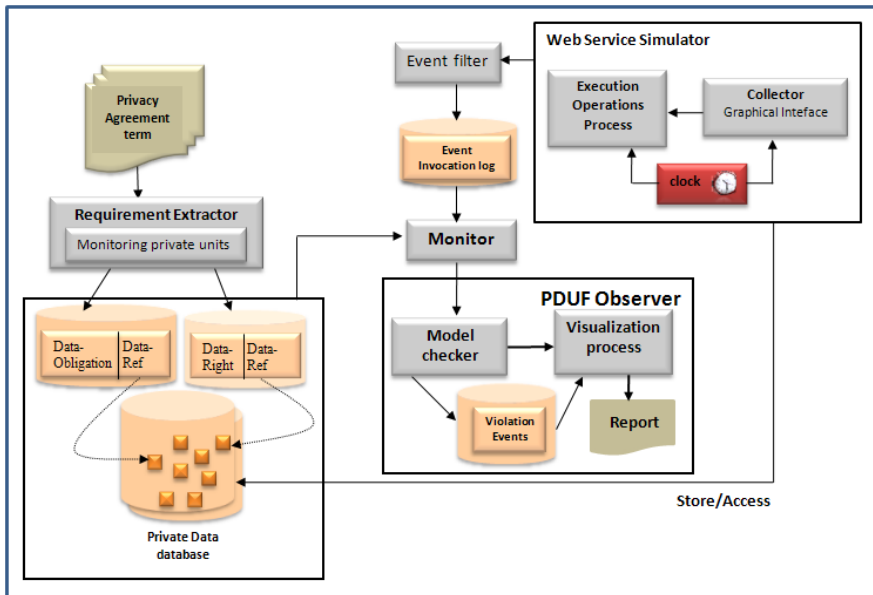 Privacy
Agreement
term
Requirement Extractor
Monitoring private units
Data-
Obligation
Data-
Ref
Data-
Right
Data-
Ref
Private Data
database
Event filter
Event
Invocation log
Monitor
Web Service Simulator
Execution
Operations
Process
Collector
Graphical Inteface
clock
PDUF Observer
Model
checker
Visualization
process
Violation
Events
Report
Store/Access